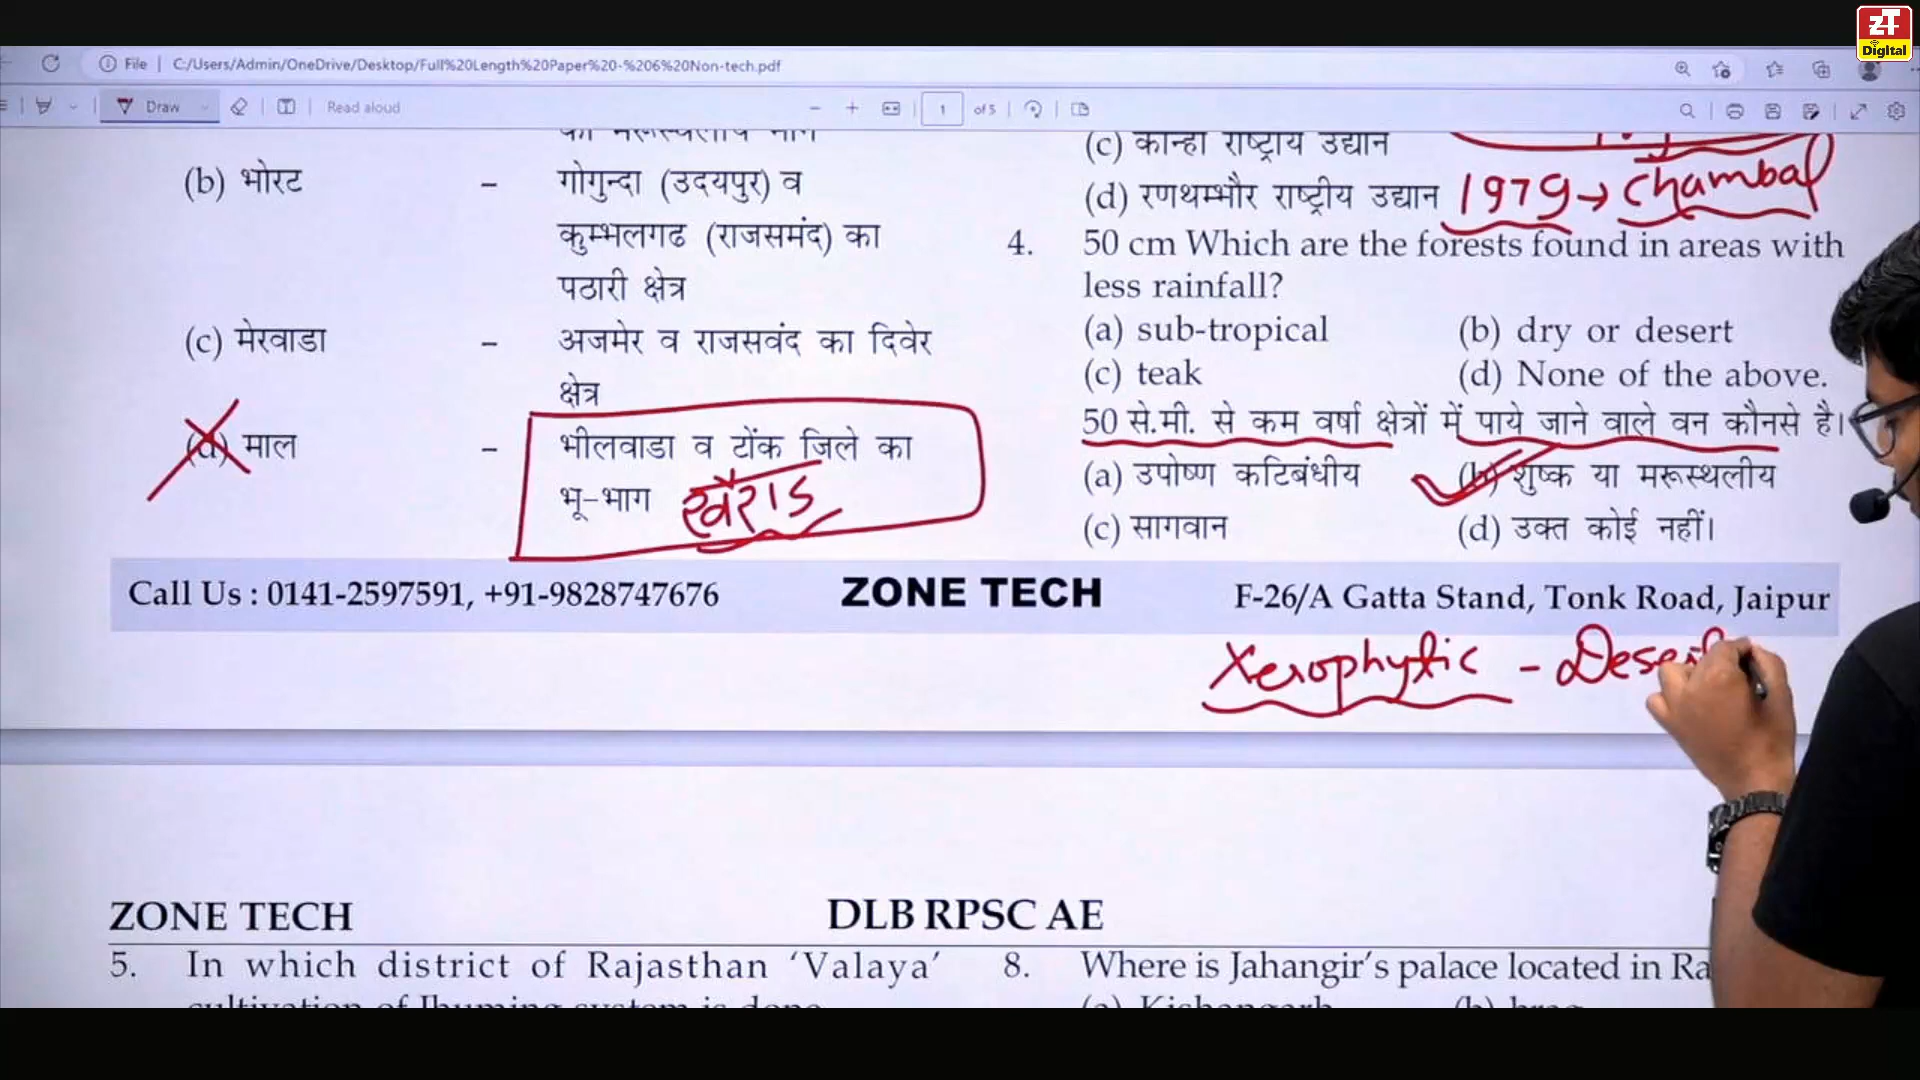 ZT
Digital
File | C:/Users/Admin/OneDrive/Desktop/Full%20Length%20Paper%20-%206%20Non-tech.pdf
Draw
Read aloud
1 of 5
(b) भोरट - गोगुन्दा (उदयपुर) व
कुम्भलगढ (राजसमंद) का
पठारी क्षेत्र
(c) मेरवाडा - अजमेर व राजसवंद का दिवेर
क्षेत्र
(d) माल - भीलवाडा व टोंक जिले का
भू-भाग खैराड
(c) कान्हा राष्ट्रीय उद्यान
(d) रणथम्भौर राष्ट्रीय उद्यान 1979→ Chambal
4. 50 cm Which are the forests found in areas with
less rainfall?
(a) sub-tropical (b) dry or desert
(c) teak (d) None of the above.
50 से.मी. से कम वर्षा क्षेत्रों में पाये जाने वाले वन कौनसे है।
(a) उपोष्ण कटिबंधीय (b) शुष्क या मरूस्थलीय
(c) सागवान (d) उक्त कोई नहीं।
Call Us : 0141-2597591, +91-9828747676 ZONE TECH F-26/A Gatta Stand, Tonk Road, Jaipur
Xerophytic - Desert
ZONE TECH DLB RPSC AE
5. In which district of Rajasthan ‘Valaya’
8. Where is Jahangir’s palace located in Ra